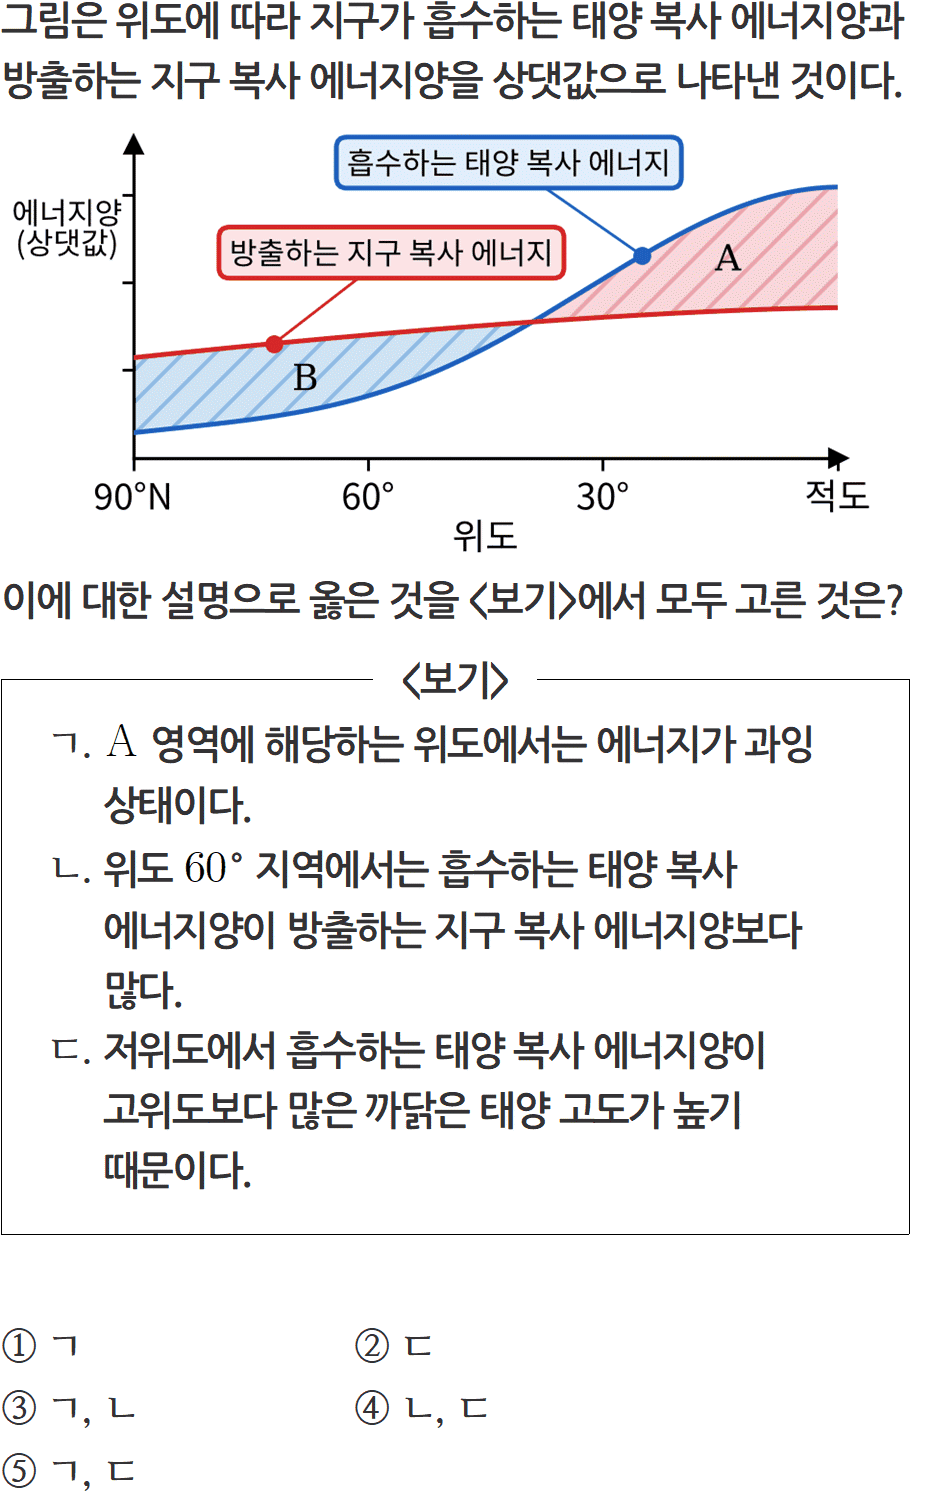 그림은 위도에 따라 지구가 흡수하는 태양 복사 에너지양과
방출하는 지구 복사 에너지양을 상댓값으로 나타낸 것이다.
흡수하는 태양 복사 에너지
에너지양
(상댓값)
방출하는 지구 복사 에너지
A
B
90°N 60° 30° 적도
위도
이에 대한 설명으로 옳은 것을 <보기>에서 모두 고른 것은?
<보기>
ㄱ. A 영역에 해당하는 위도에서는 에너지가 과잉
상태이다.
ㄴ. 위도 60° 지역에서는 흡수하는 태양 복사
에너지양이 방출하는 지구 복사 에너지양보다
많다.
ㄷ. 저위도에서 흡수하는 태양 복사 에너지양이
고위도보다 많은 까닭은 태양 고도가 높기
때문이다.
① ㄱ ② ㄷ
③ ㄱ, ㄴ ④ ㄴ, ㄷ
⑤ ㄱ, ㄷ